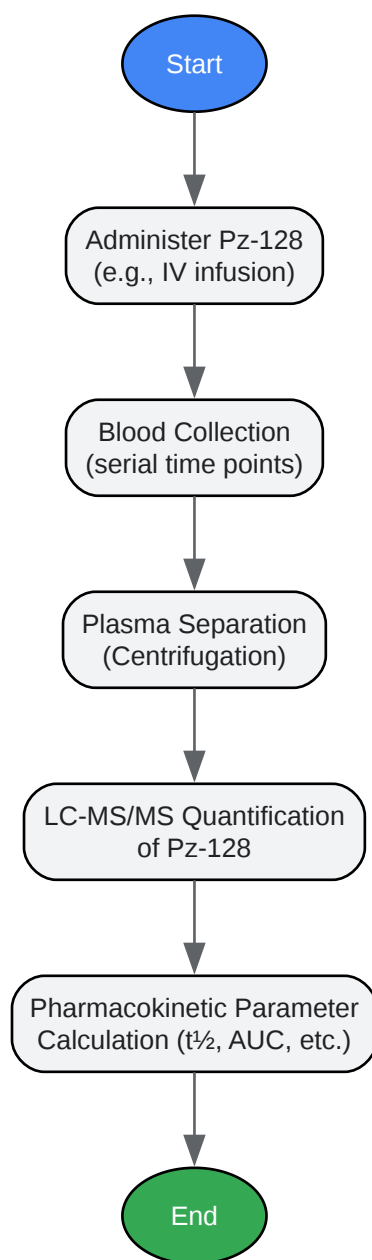 Start
Administer Pz-128
(e.g., IV infusion)
Blood Collection
(serial time points)
Plasma Separation
(Centrifugation)
LC-MS/MS Quantification
of Pz-128
Pharmacokinetic Parameter
Calculation (t½, AUC, etc.)
End